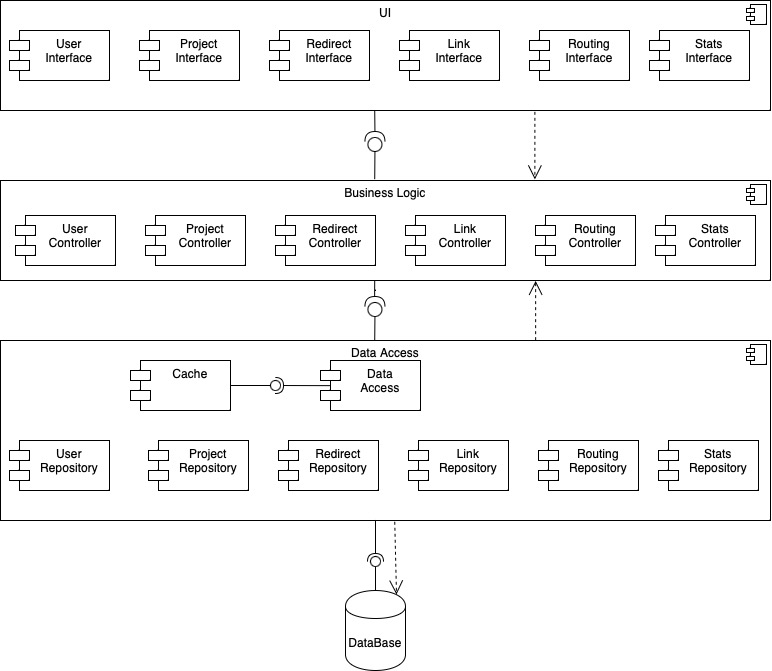 UI
User
Interface
Project
Interface
Redirect
Interface
Link
Interface
Routing
Interface
Stats
Interface
Business Logic
User
Controller
Project
Controller
Redirect
Controller
Link
Controller
Routing
Controller
Stats
Controller
Data Access
Cache
Data
Access
User
Repository
Project
Repository
Redirect
Repository
Link
Repository
Routing
Repository
Stats
Repository
DataBase